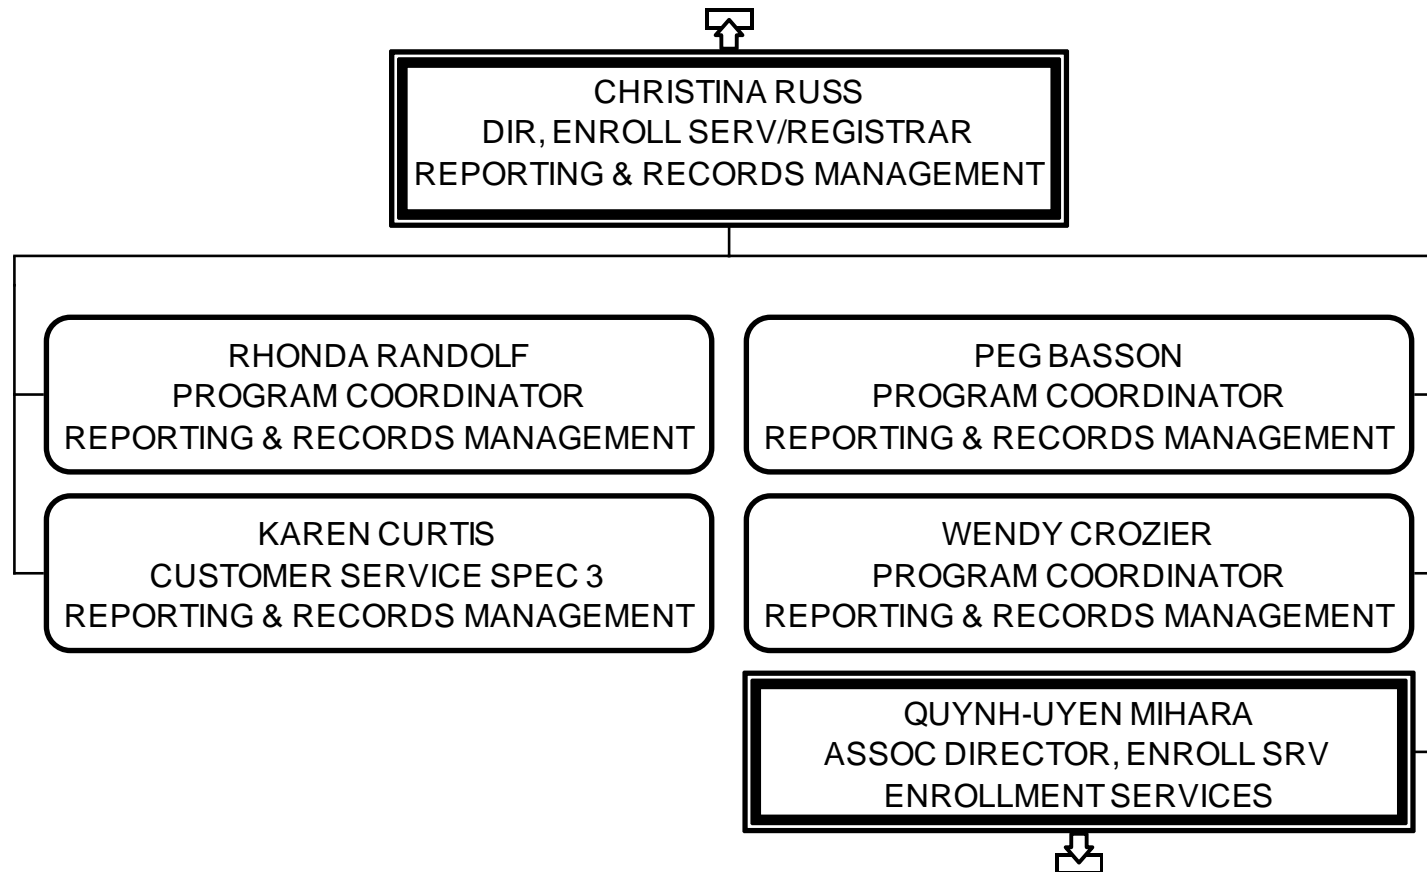 CHRISTINA RUSS
DIR, ENROLL SERV/REGISTRAR
REPORTING & RECORDS MANAGEMENT
RHONDA RANDOLF
PROGRAM COORDINATOR
REPORTING & RECORDS MANAGEMENT
PEG BASSON
PROGRAM COORDINATOR
REPORTING & RECORDS MANAGEMENT
KAREN CURTIS
CUSTOMER SERVICE SPEC 3
REPORTING & RECORDS MANAGEMENT
WENDY CROZIER
PROGRAM COORDINATOR
REPORTING & RECORDS MANAGEMENT
QUYNH-UYEN MIHARA
ASSOC DIRECTOR, ENROLL SRV
ENROLLMENT SERVICES